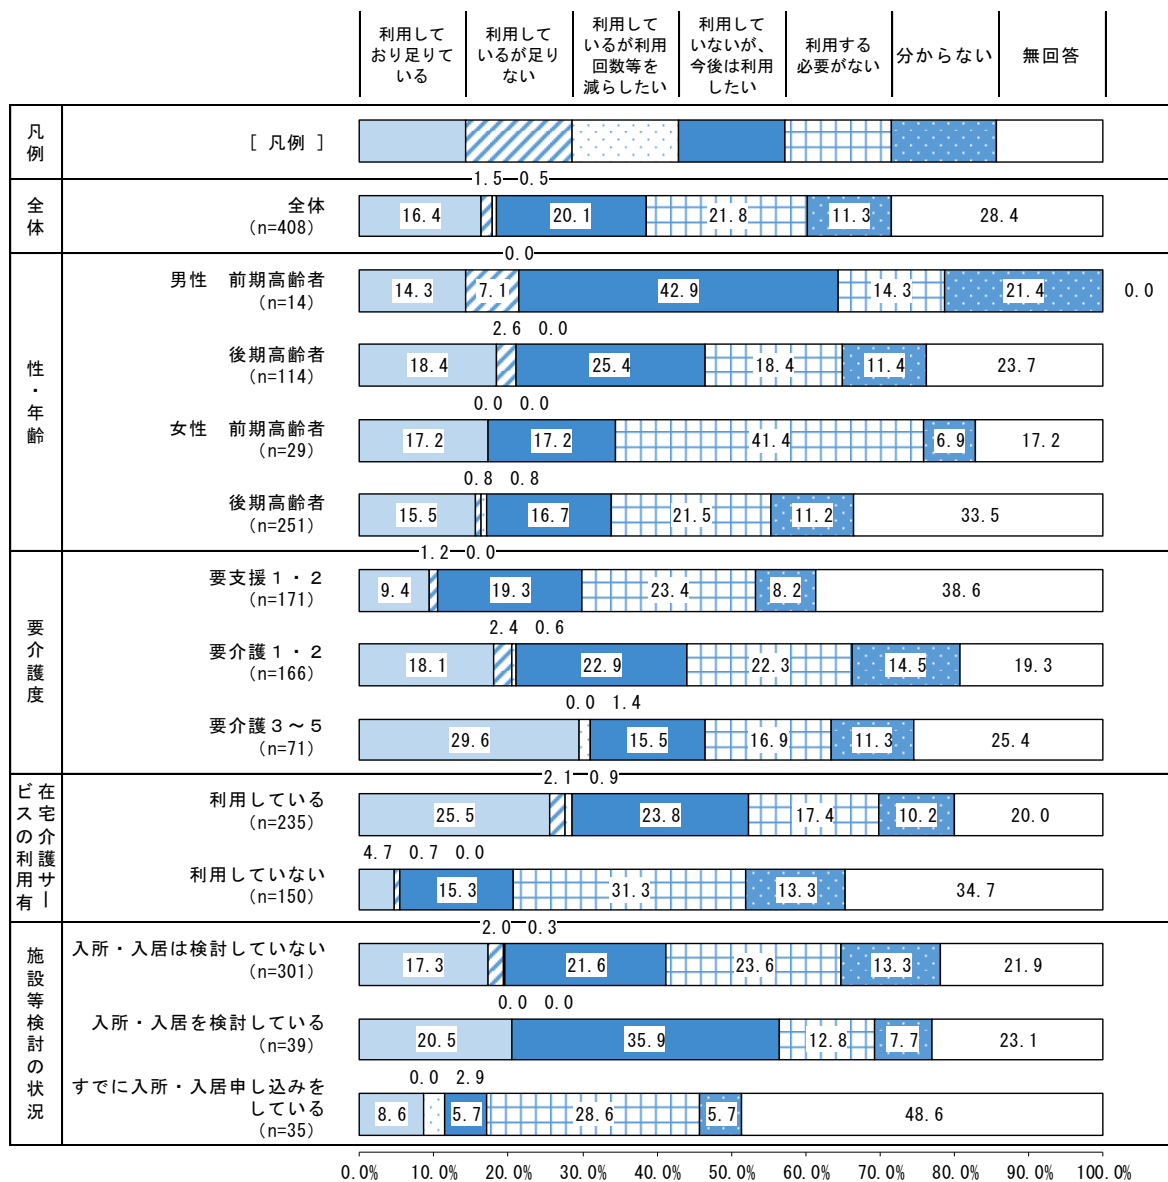 利用して
おり足りて
いる
利用して
いるが足り
ない
利用して
いるが利用
回数等を
減らしたい
利用して
いないが、
今後は利用
したい
利用する
必要がない
分からない
無回答
凡例
[ 凡例 ]
全体
1.5 0.5
全体
(n=408)
16.4 20.1 21.8 11.3 28.4
性・年齢
0.0
男性 前期高齢者
(n=14)
14.3 7.1 42.9 14.3 21.4 0.0
2.6 0.0
後期高齢者
(n=114)
18.4 25.4 18.4 11.4 23.7
0.0 0.0
女性 前期高齢者
(n=29)
17.2 17.2 41.4 6.9 17.2
0.8 0.8
後期高齢者
(n=251)
15.5 16.7 21.5 11.2 33.5
要介護度
1.2 0.0
要支援1・2
(n=171)
9.4 19.3 23.4 8.2 38.6
2.4 0.6
要介護1・2
(n=166)
18.1 22.9 22.3 14.5 19.3
0.0 1.4
要介護3～5
(n=71)
29.6 15.5 16.9 11.3 25.4
在宅介護サー
ビスの利用有
2.1 0.9
利用している
(n=235)
25.5 23.8 17.4 10.2 20.0
4.7 0.7 0.0
利用していない
(n=150)
15.3 31.3 13.3 34.7
施設等検討の状況
2.0 0.3
入所・入居は検討していない
(n=301)
17.3 21.6 23.6 13.3 21.9
0.0 0.0
入所・入居を検討している
(n=39)
20.5 35.9 12.8 7.7 23.1
0.0 2.9
すでに入所・入居申し込みを
している
(n=35)
8.6 5.7 28.6 5.7 48.6
0.0% 10.0% 20.0% 30.0% 40.0% 50.0% 60.0% 70.0% 80.0% 90.0% 100.0%